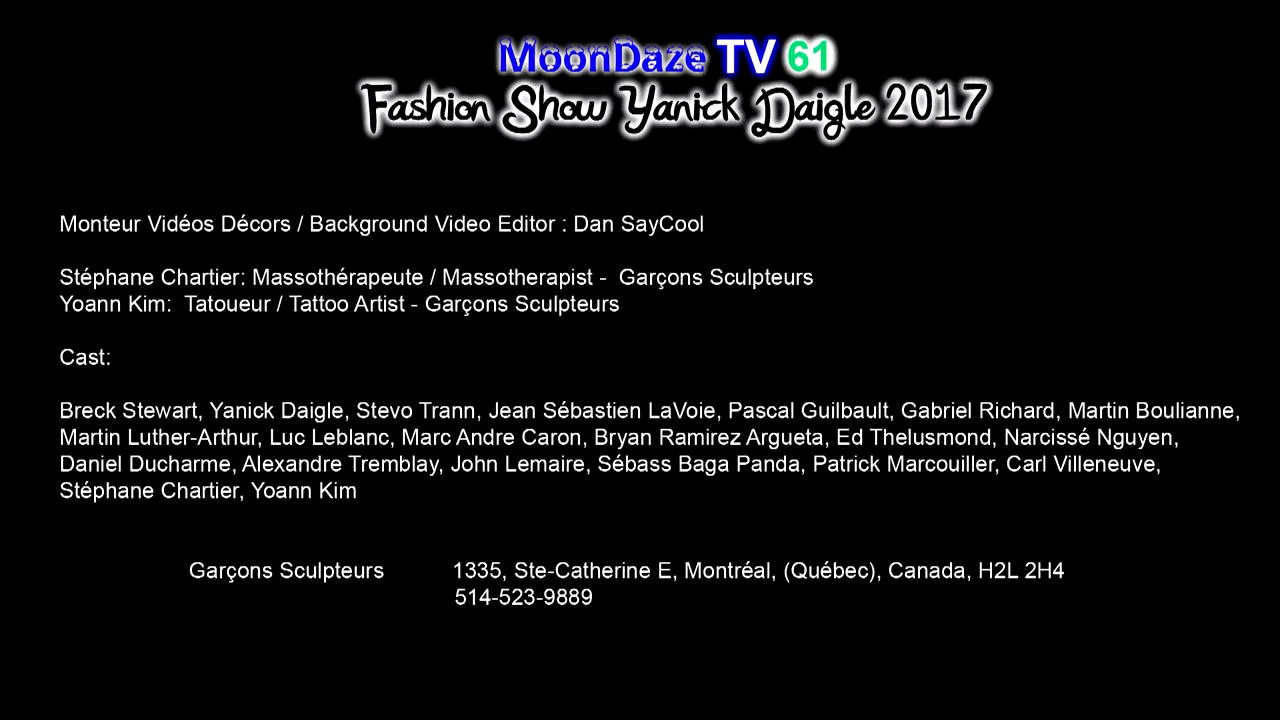 MoonDaze TV 61
Fashion Show Yanick Daigle 2017
Monteur Vidéos Décors / Background Video Editor : Dan SayCool
Stéphane Chartier: Massothérapeute / Massotherapist -  Garçons Sculpteurs
Yoann Kim:  Tatoueur / Tattoo Artist - Garçons Sculpteurs
Cast:
Breck Stewart, Yanick Daigle, Stevo Trann, Jean Sébastien LaVoie, Pascal Guilbault, Gabriel Richard, Martin Boulianne,
Martin Luther-Arthur, Luc Leblanc, Marc Andre Caron, Bryan Ramirez Argueta, Ed Thelusmond, Narcissé Nguyen,
Daniel Ducharme, Alexandre Tremblay, John Lemaire, Sébass Baga Panda, Patrick Marcouiller, Carl Villeneuve,
Stéphane Chartier, Yoann Kim
Garçons Sculpteurs 1335, Ste-Catherine E, Montréal, (Québec), Canada, H2L 2H4
514-523-9889